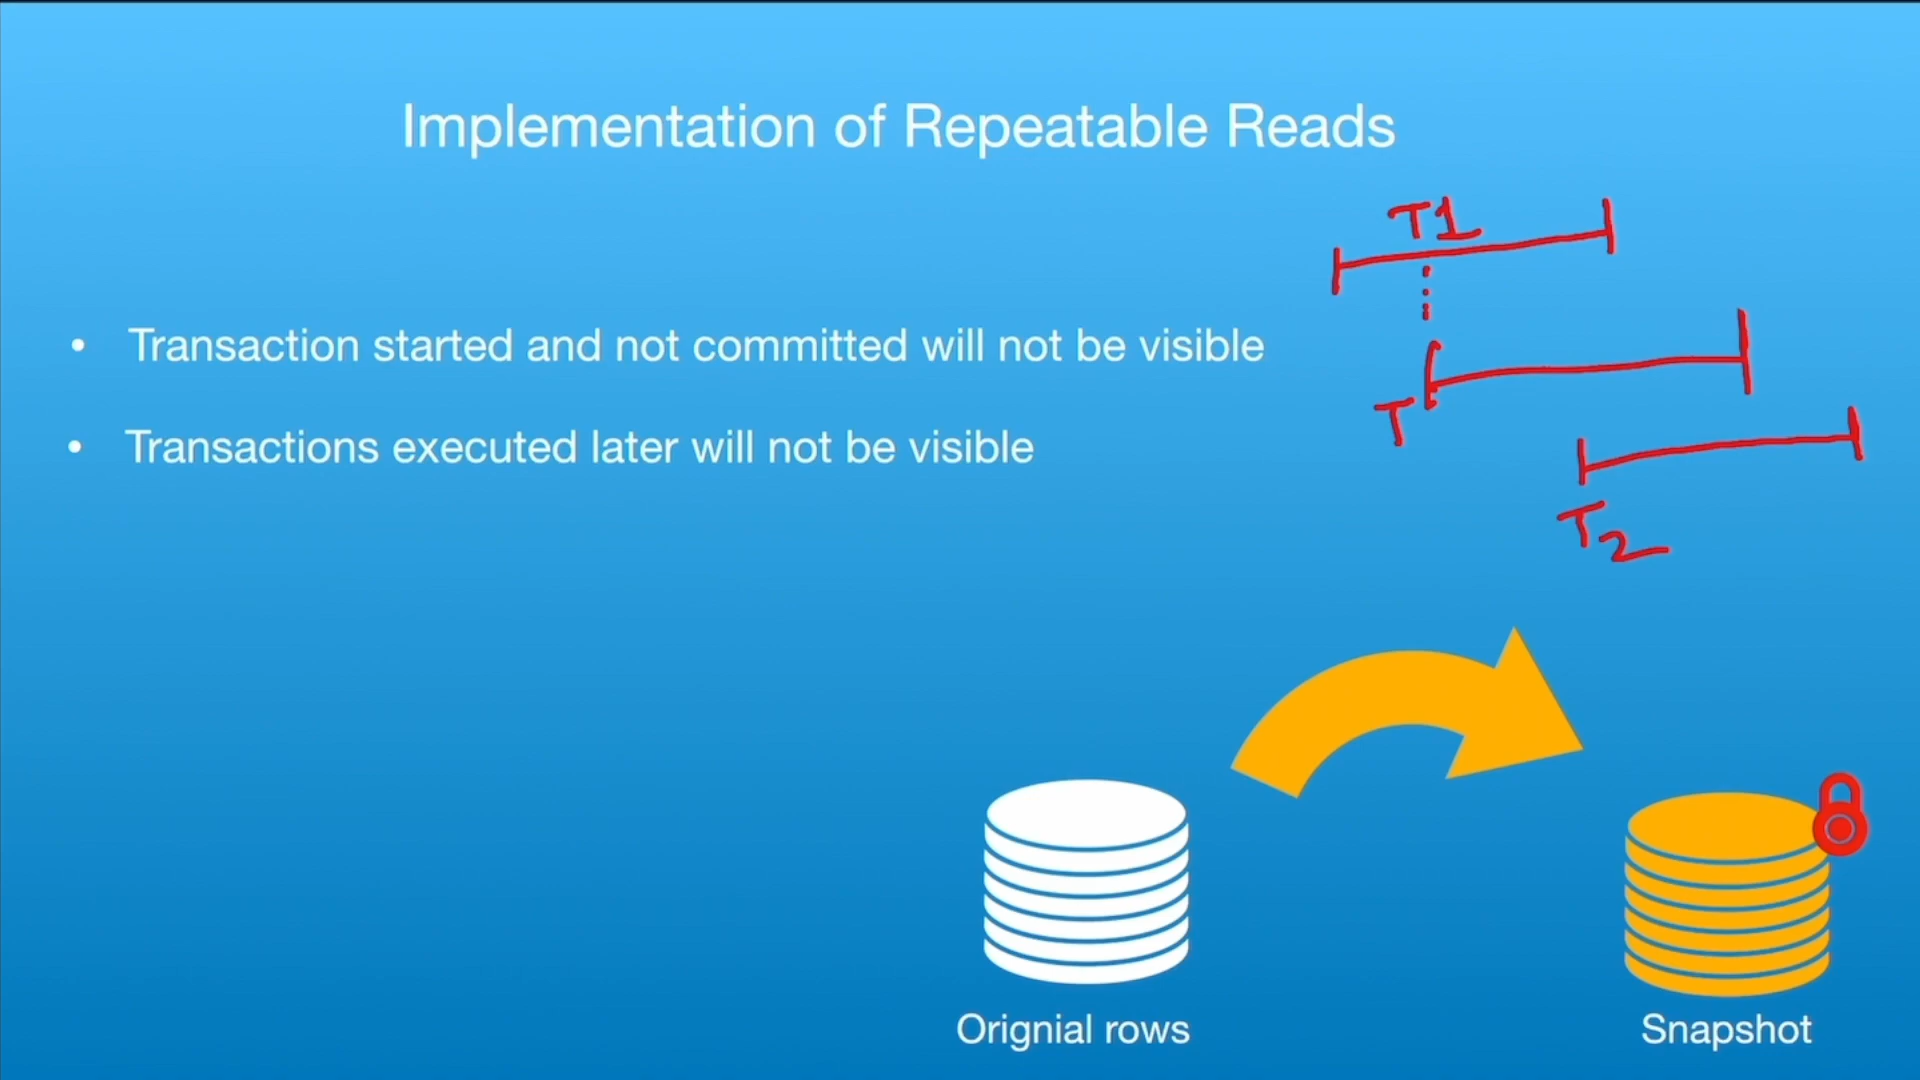 Implementation of Repeatable Reads
T1
• Transaction started and not committed will not be visible
T
• Transactions executed later will not be visible
T2
Orignial rows
Snapshot